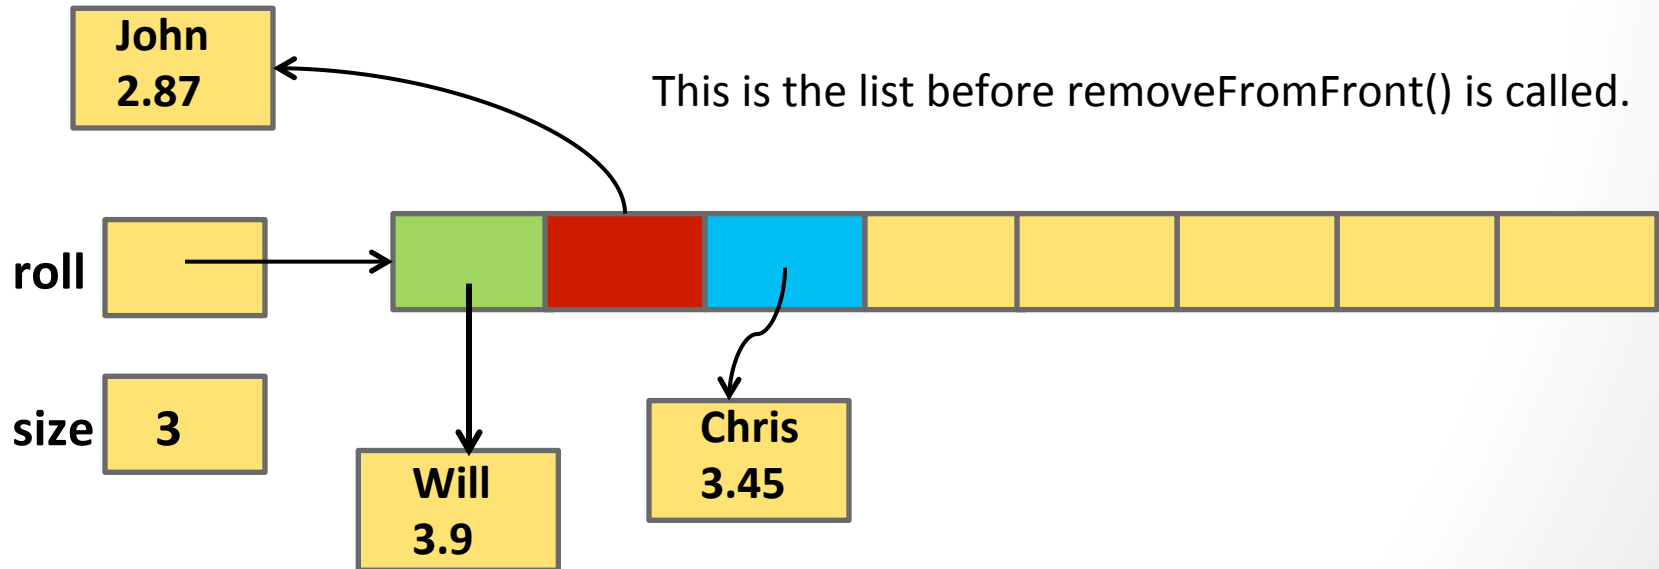 John
2.87
This is the list before removeFromFront() is called.
roll
size
3
Will
3.9
Chris
3.45